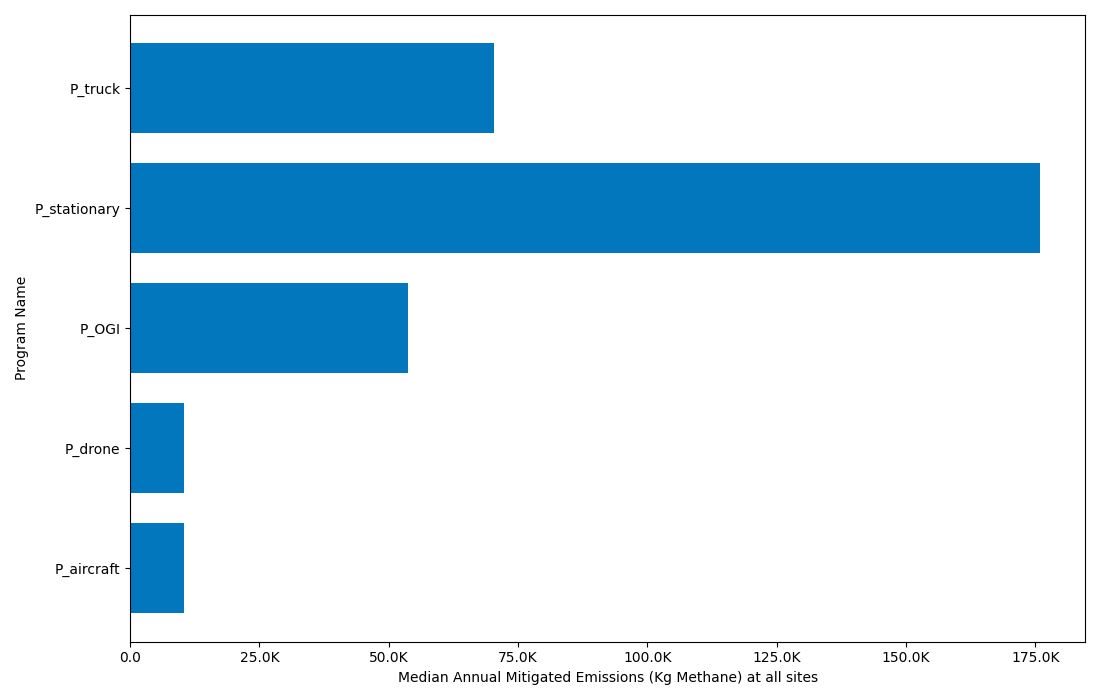 P_truck
P_stationary
P_OGI
P_drone
P_aircraft
Program Name
0.0 25.0K 50.0K 75.0K 100.0K 125.0K 150.0K 175.0K
Median Annual Mitigated Emissions (Kg Methane) at all sites